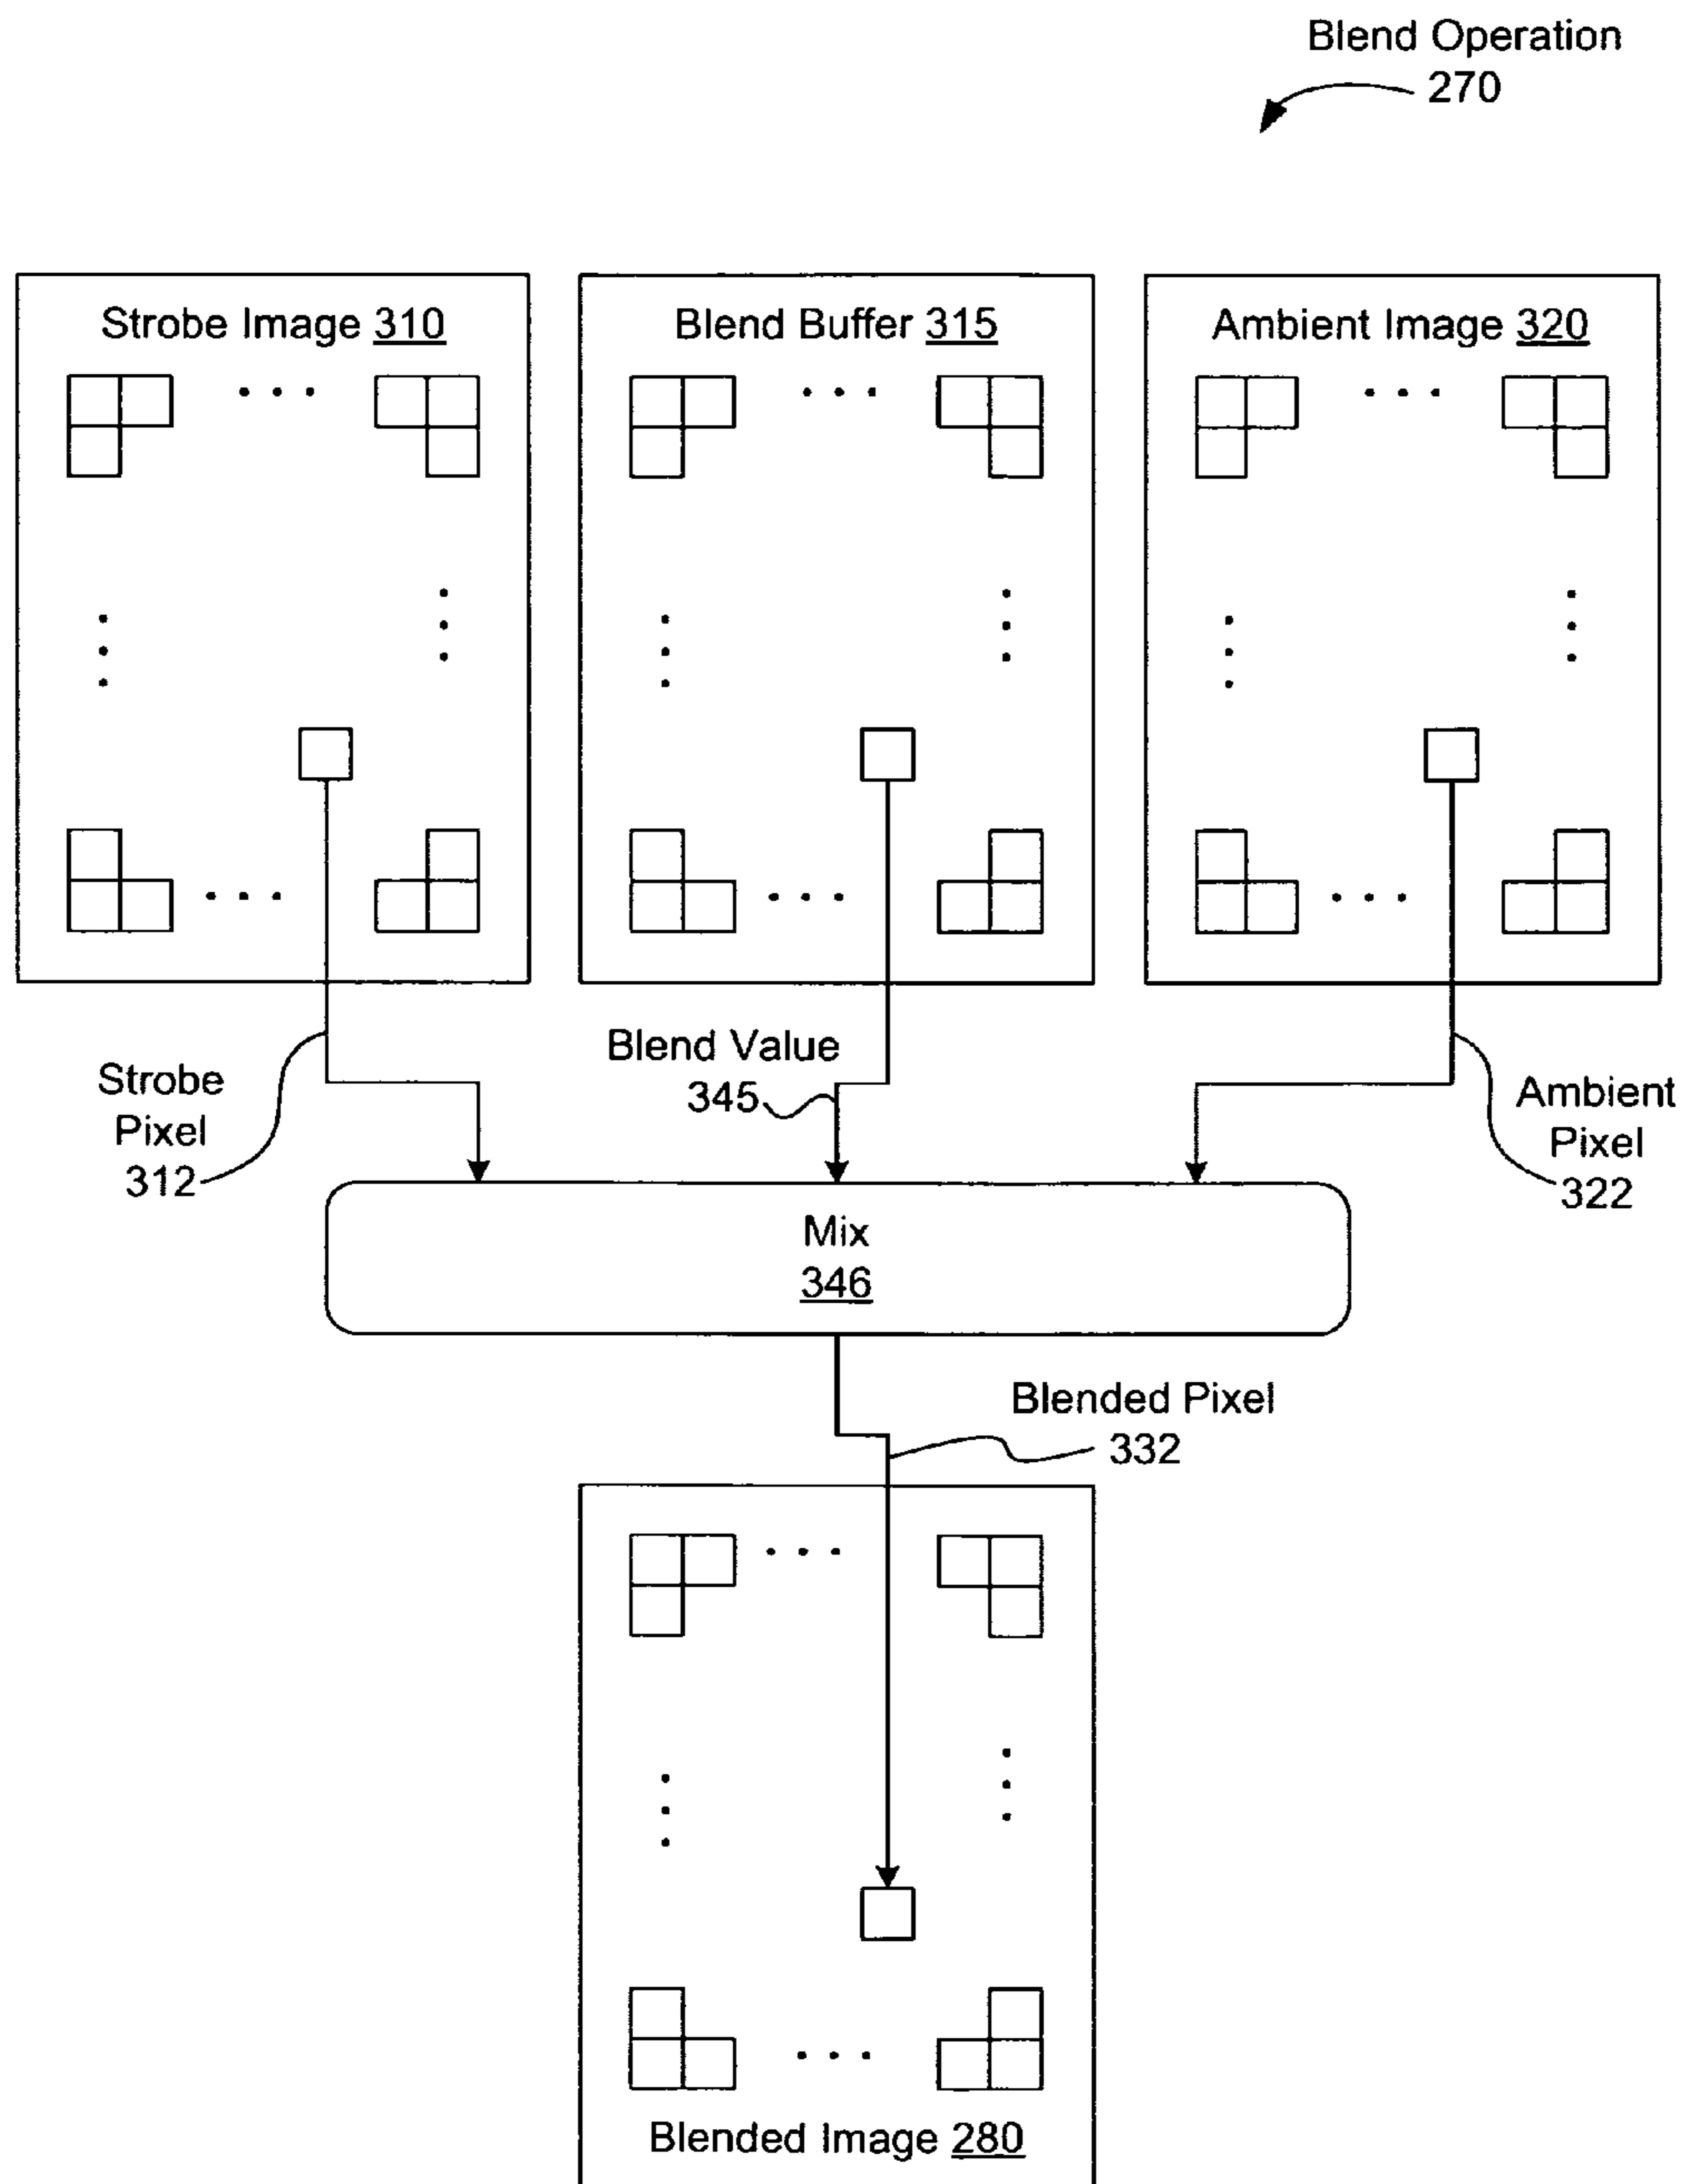 Blend Operation
270
Strobe Image 310
Blend Buffer 315
Ambient Image 320
Blend Value
345
Strobe
Pixel
312
Ambient
Pixel
322
Mix
346
Blended Pixel
332
Blended Image 280